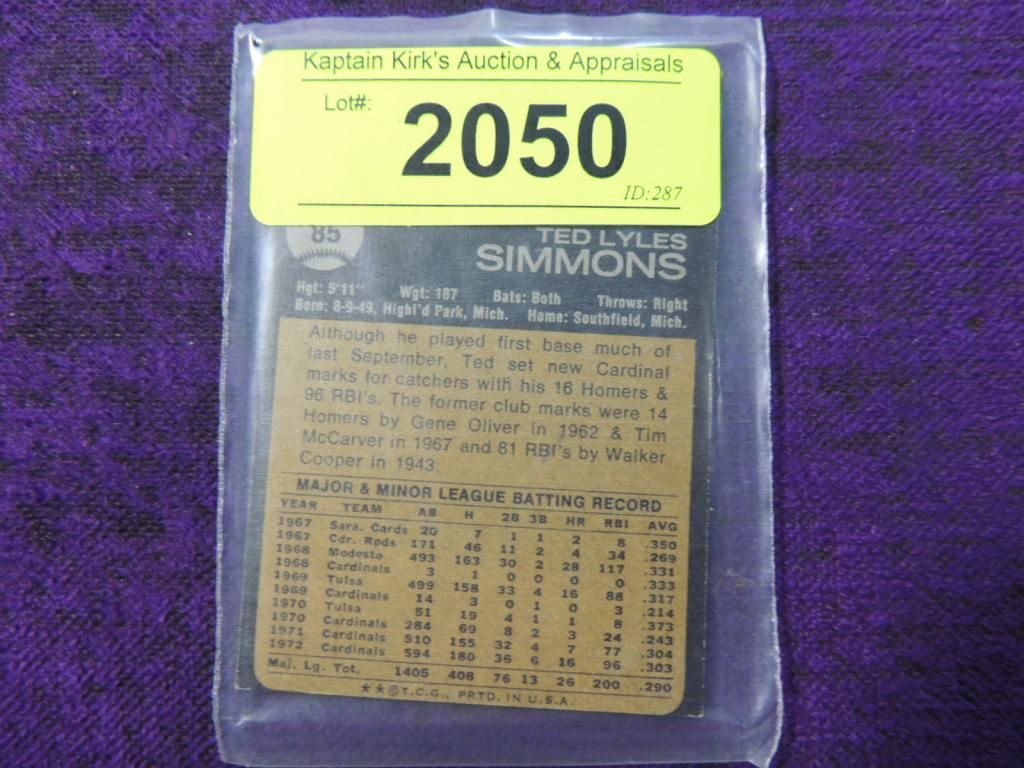 Kaptain Kirk's Auction & Appraisals
Lot#:
2050
ID:287
85
TED LYLES
SIMMONS
Hgt: 5'11" Wgt: 187 Bats: Both Throws: Right
Born: 8-9-49, Highl'd Park, Mich. Home: Southfield, Mich.
Although he played first base much of
last September, Ted set new Cardinal
marks for catchers with his 16 Homers &
96 RBI's. The former club marks were 14
Homers by Gene Oliver in 1962 & Tim
McCarver in 1967 and 81 RBI's by Walker
Cooper in 1943.
MAJOR & MINOR LEAGUE BATTING RECORD
YEAR TEAM AB H 2B 3B HR RBI AVG
1967 Sara. Cards 20 7 1 1 2 8 .350
1967 Cdr. Rpds 171 46 11 2 4 34 .269
1968 Modesto 493 163 30 2 28 117 .331
1968 Cardinals 3 1 0 0 0 0 .333
1969 Tulsa 499 158 33 4 16 88 .317
1969 Cardinals 14 3 0 1 0 3 .214
1970 Tulsa 51 19 4 1 1 8 .373
1970 Cardinals 284 69 8 2 3 24 .243
1971 Cardinals 510 155 32 4 7 77 .304
1972 Cardinals 594 180 36 6 16 96 .303
Maj. Lg. Tot. 1405 408 76 13 26 200 .290
★★©T.C.G., PRTD. IN U.S.A.